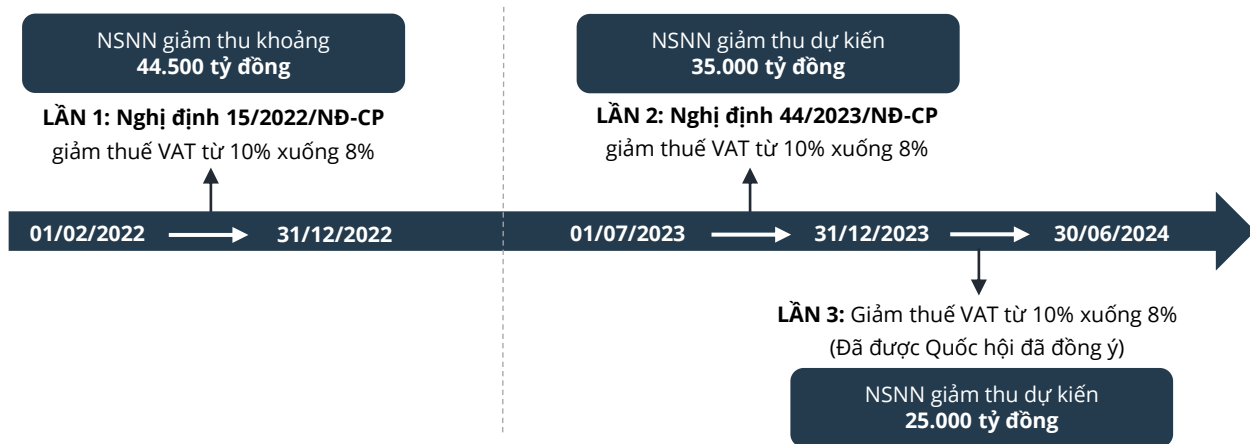 NSNN giảm thu khoảng
44.500 tỷ đồng
LẦN 1: Nghị định 15/2022/NĐ-CP
giảm thuế VAT từ 10% xuống 8%
NSNN giảm thu dự kiến
35.000 tỷ đồng
LẦN 2: Nghị định 44/2023/NĐ-CP
giảm thuế VAT từ 10% xuống 8%
01/02/2022 31/12/2022 01/07/2023 31/12/2023 30/06/2024
LẦN 3: Giảm thuế VAT từ 10% xuống 8%
(Đã được Quốc hội đã đồng ý)
NSNN giảm thu dự kiến
25.000 tỷ đồng